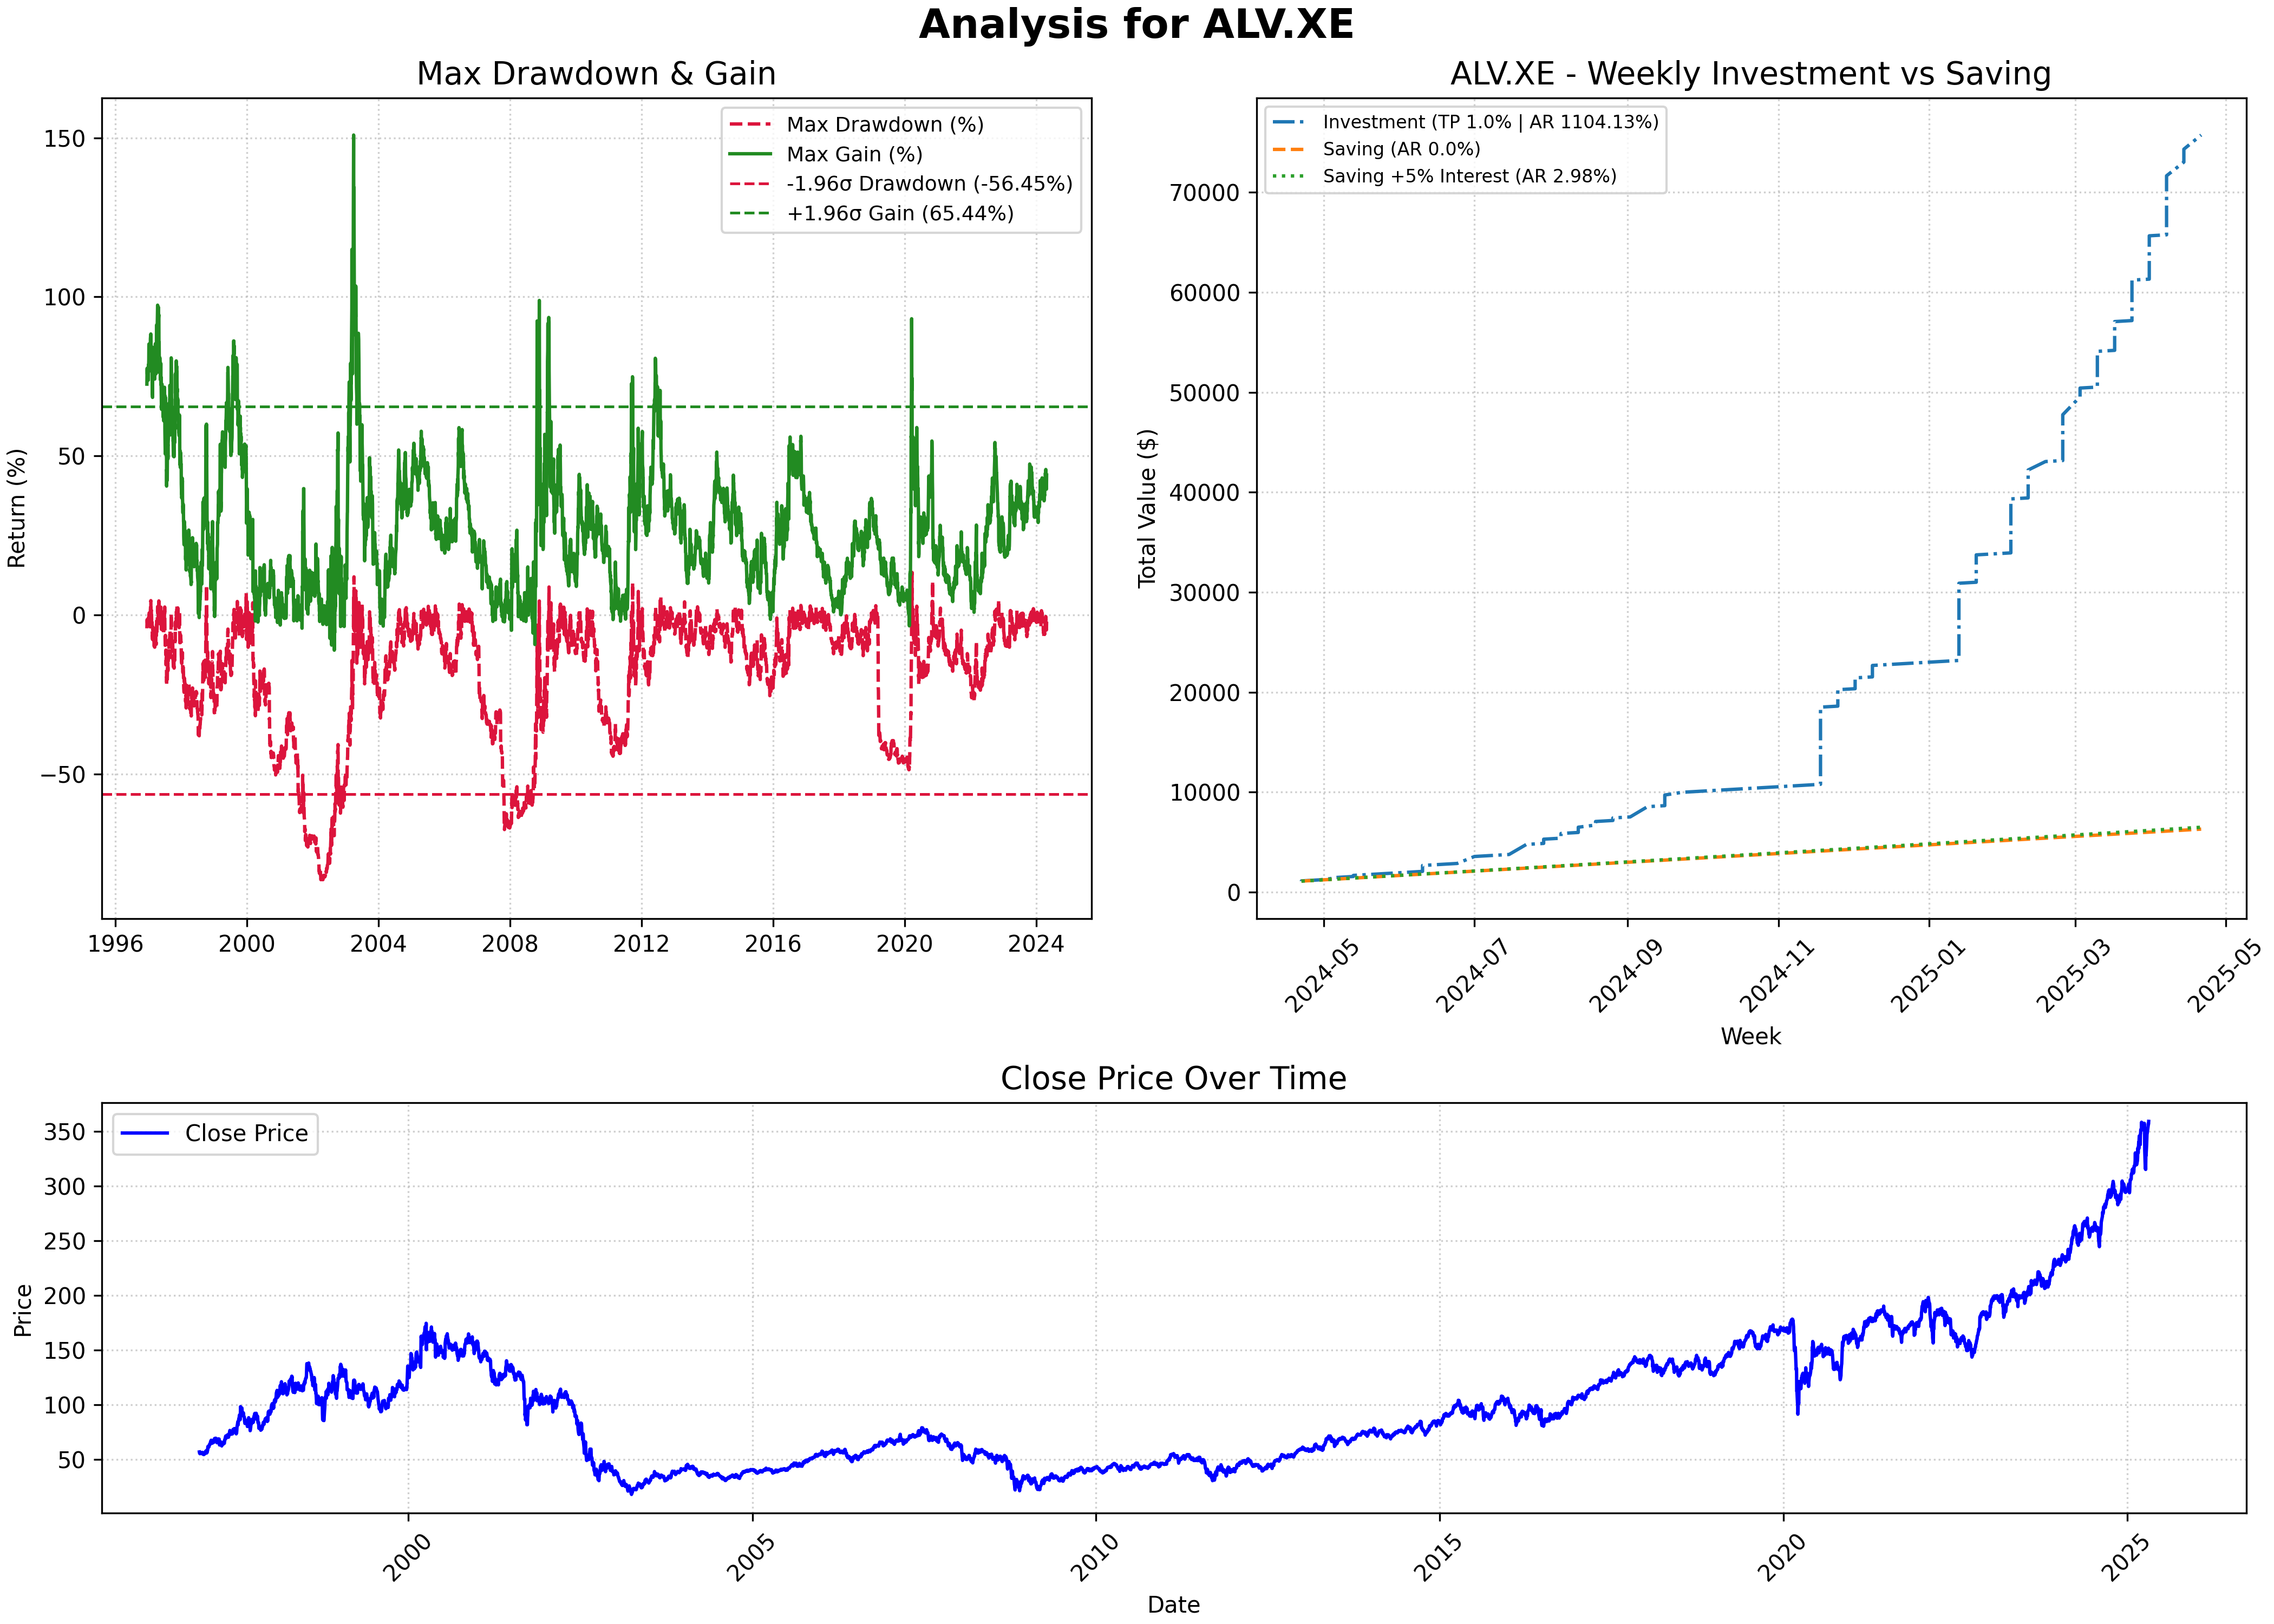 Analysis for ALV.XE
Max Drawdown & Gain
Return (%)
150
100
50
0
−50
1996
2000
2004
2008
2012
2016
2020
2024
Max Drawdown (%)
Max Gain (%)
-1.96σ Drawdown (-56.45%)
+1.96σ Gain (65.44%)
ALV.XE - Weekly Investment vs Saving
Total Value ($)
70000
60000
50000
40000
30000
20000
10000
0
2024-05
2024-07
2024-09
2024-11
2025-01
2025-03
2025-05
Week
Investment (TP 1.0% | AR 1104.13%)
Saving (AR 0.0%)
Saving +5% Interest (AR 2.98%)
Close Price Over Time
Price
350
300
250
200
150
100
50
2000
2005
2010
2015
2020
2025
Date
Close Price